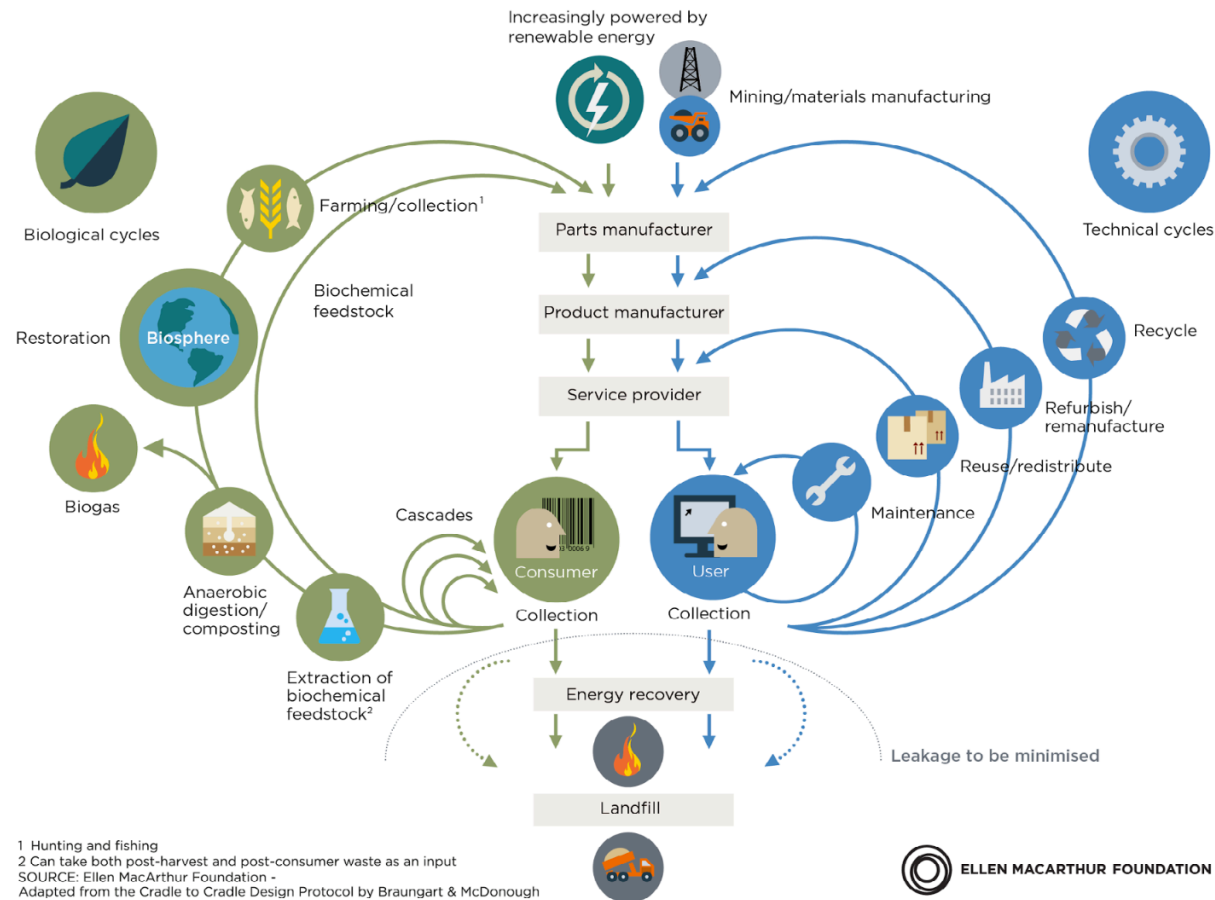 Increasingly powered by
renewable energy
Mining/materials manufacturing
Biological cycles
Farming/collection1
Technical cycles
Parts manufacturer
Biochemical
feedstock
Product manufacturer
Restoration
Biosphere
Recycle
Service provider
Refurbish/
remanufacture
Reuse/redistribute
Biogas
Cascades
Maintenance
Consumer
User
Anaerobic
digestion/
composting
Collection
Collection
Extraction of
biochemical
feedstock2
Energy recovery
Leakage to be minimised
Landfill
1 Hunting and fishing
2 Can take both post-harvest and post-consumer waste as an input
SOURCE: Ellen MacArthur Foundation -
Adapted from the Cradle to Cradle Design Protocol by Braungart & McDonough
ELLEN MACARTHUR FOUNDATION